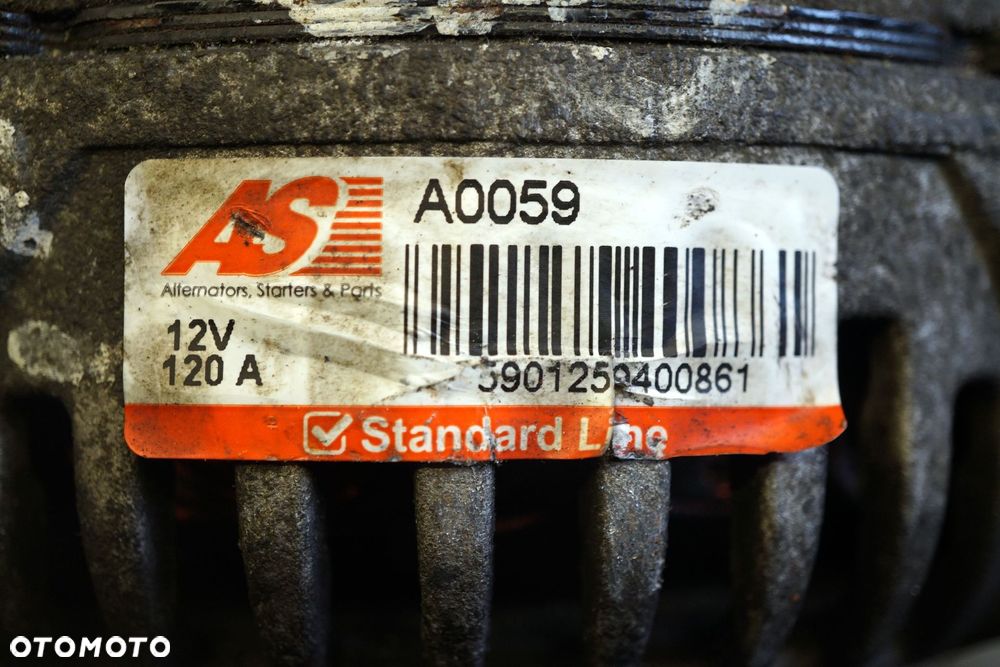 AS
Alternators, Starters & Parts
A0059
12V
120 A
5901259400861
Standard Line
OTOMOTO